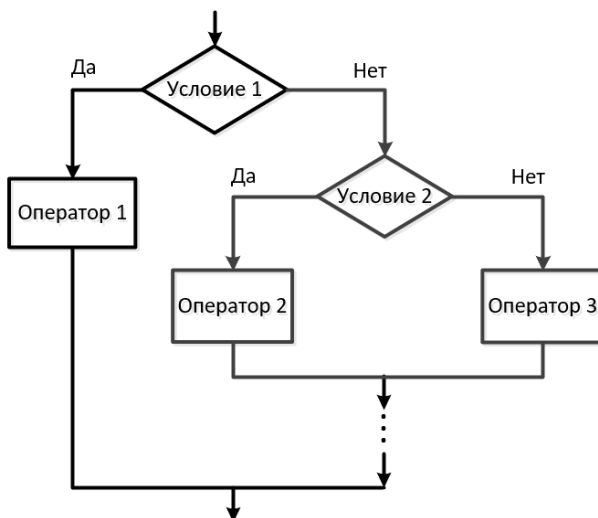 Да
Нет
Условие 1
Да
Нет
Условие 2
Оператор 1
Оператор 2
Оператор 3